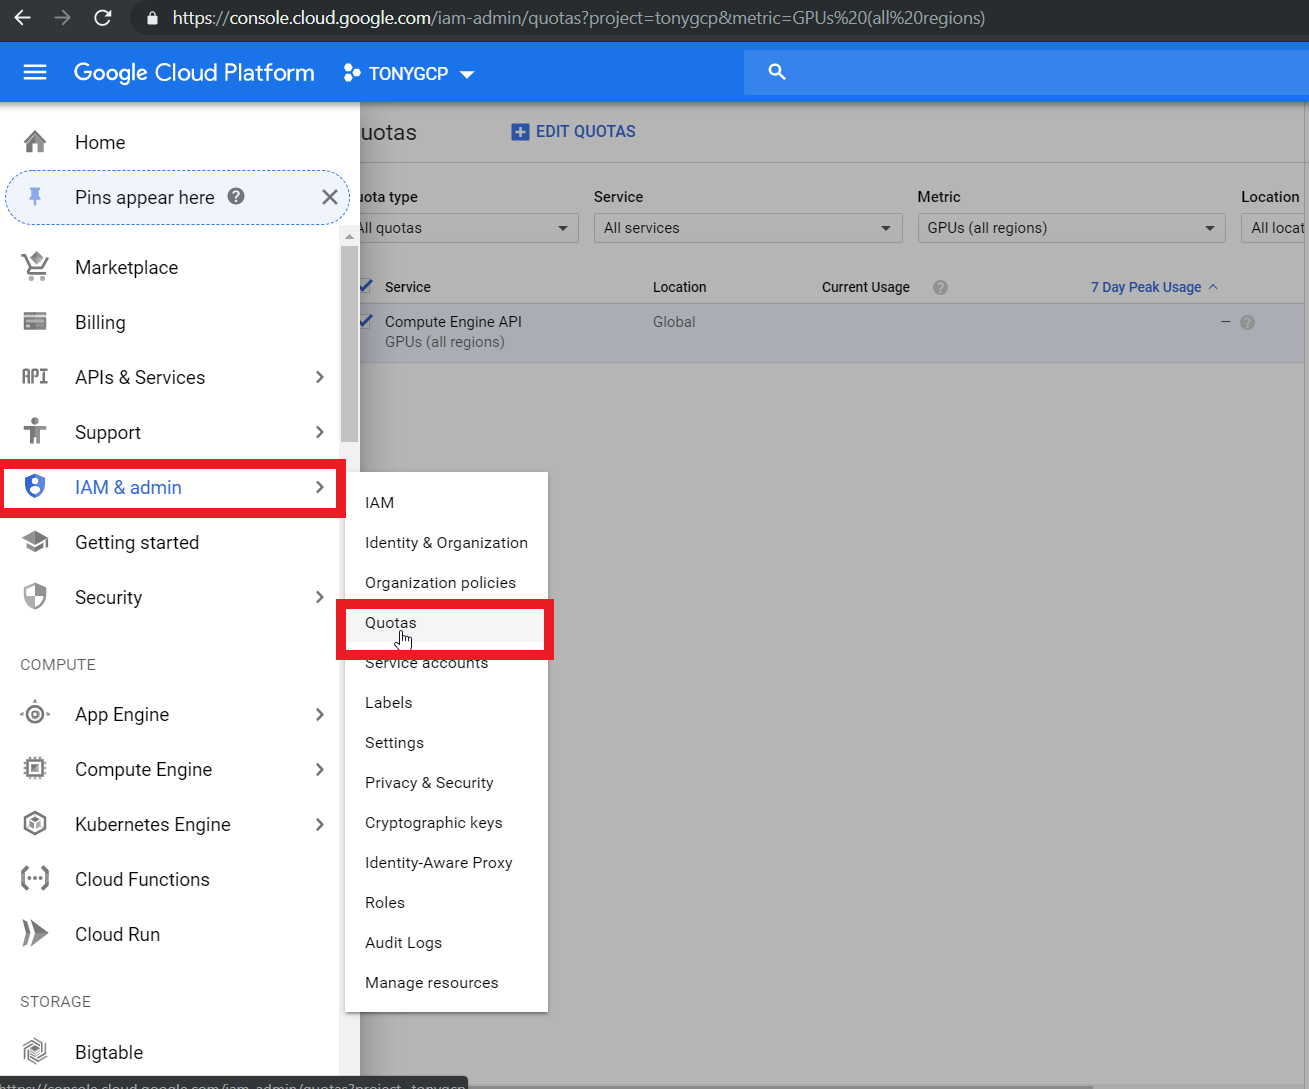 https://console.cloud.google.com/iam-admin/quotas?project=tonygcp&metric=GPUs%20(all%20regions)
Google Cloud Platform
TONYGCP
Home
Pins appear here
Marketplace
Billing
API
APIs & Services
Support
IAM & admin
Getting started
Security
COMPUTE
App Engine
Compute Engine
Kubernetes Engine
Cloud Functions
Cloud Run
STORAGE
Bigtable
IAM
Identity & Organization
Organization policies
Quotas
Service accounts
Labels
Settings
Privacy & Security
Cryptographic keys
Identity-Aware Proxy
Roles
Audit Logs
Manage resources
uotas
EDIT QUOTAS
uota type
Service
Metric
Location
All quotas
All services
GPUs (all regions)
All locat
Service
Location
Current Usage
7 Day Peak Usage
Compute Engine API
Global
–
GPUs (all regions)
https://console.cloud.google.com/iam-admin/quotas?project=tonygcp